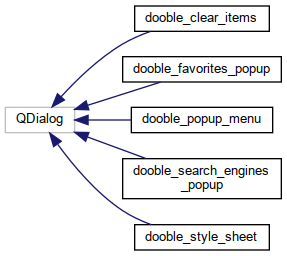 dooble_clear_items
dooble_favorites_popup
QDialog
dooble_popup_menu
dooble_search_engines
_popup
dooble_style_sheet